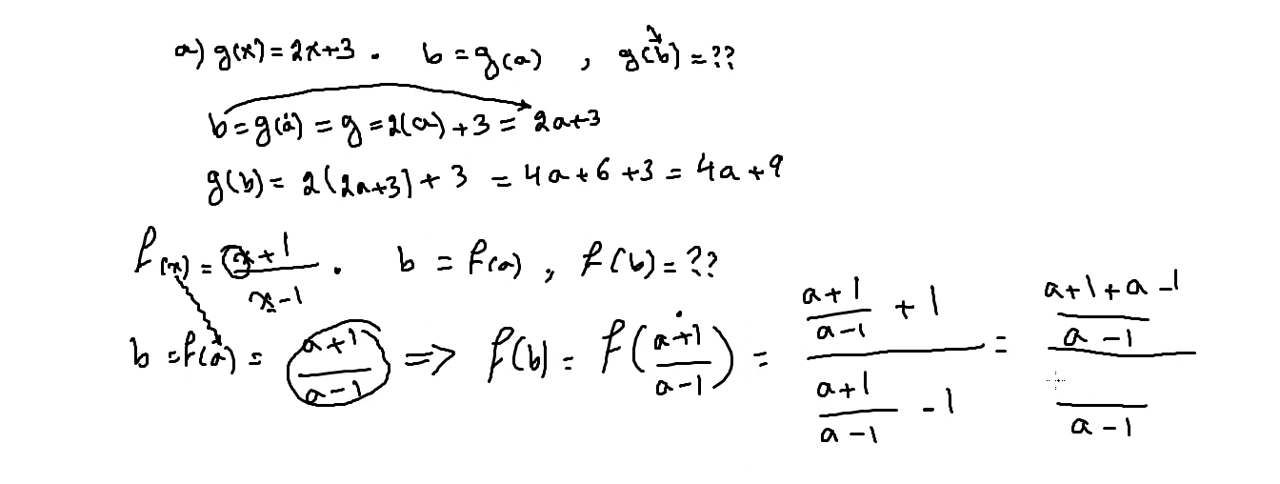 a) g(x) = 2x+3 . b = g(a) , g(b) = ??
b = g(a) = g = 2(a) + 3 = 2a+3
g(b) = 2(2a+3) + 3 = 4a + 6 + 3 = 4a + 9
f(x) = (x+1)/(x-1) . b = f(a) , f(b) = ??
b = f(a) = (a+1)/(a-1) => f(b) = f((a+1)/(a-1)) = ((a+1)/(a-1) + 1)/((a+1)/(a-1) - 1) = ((a+1+a-1)/(a-1))/( /(a-1))